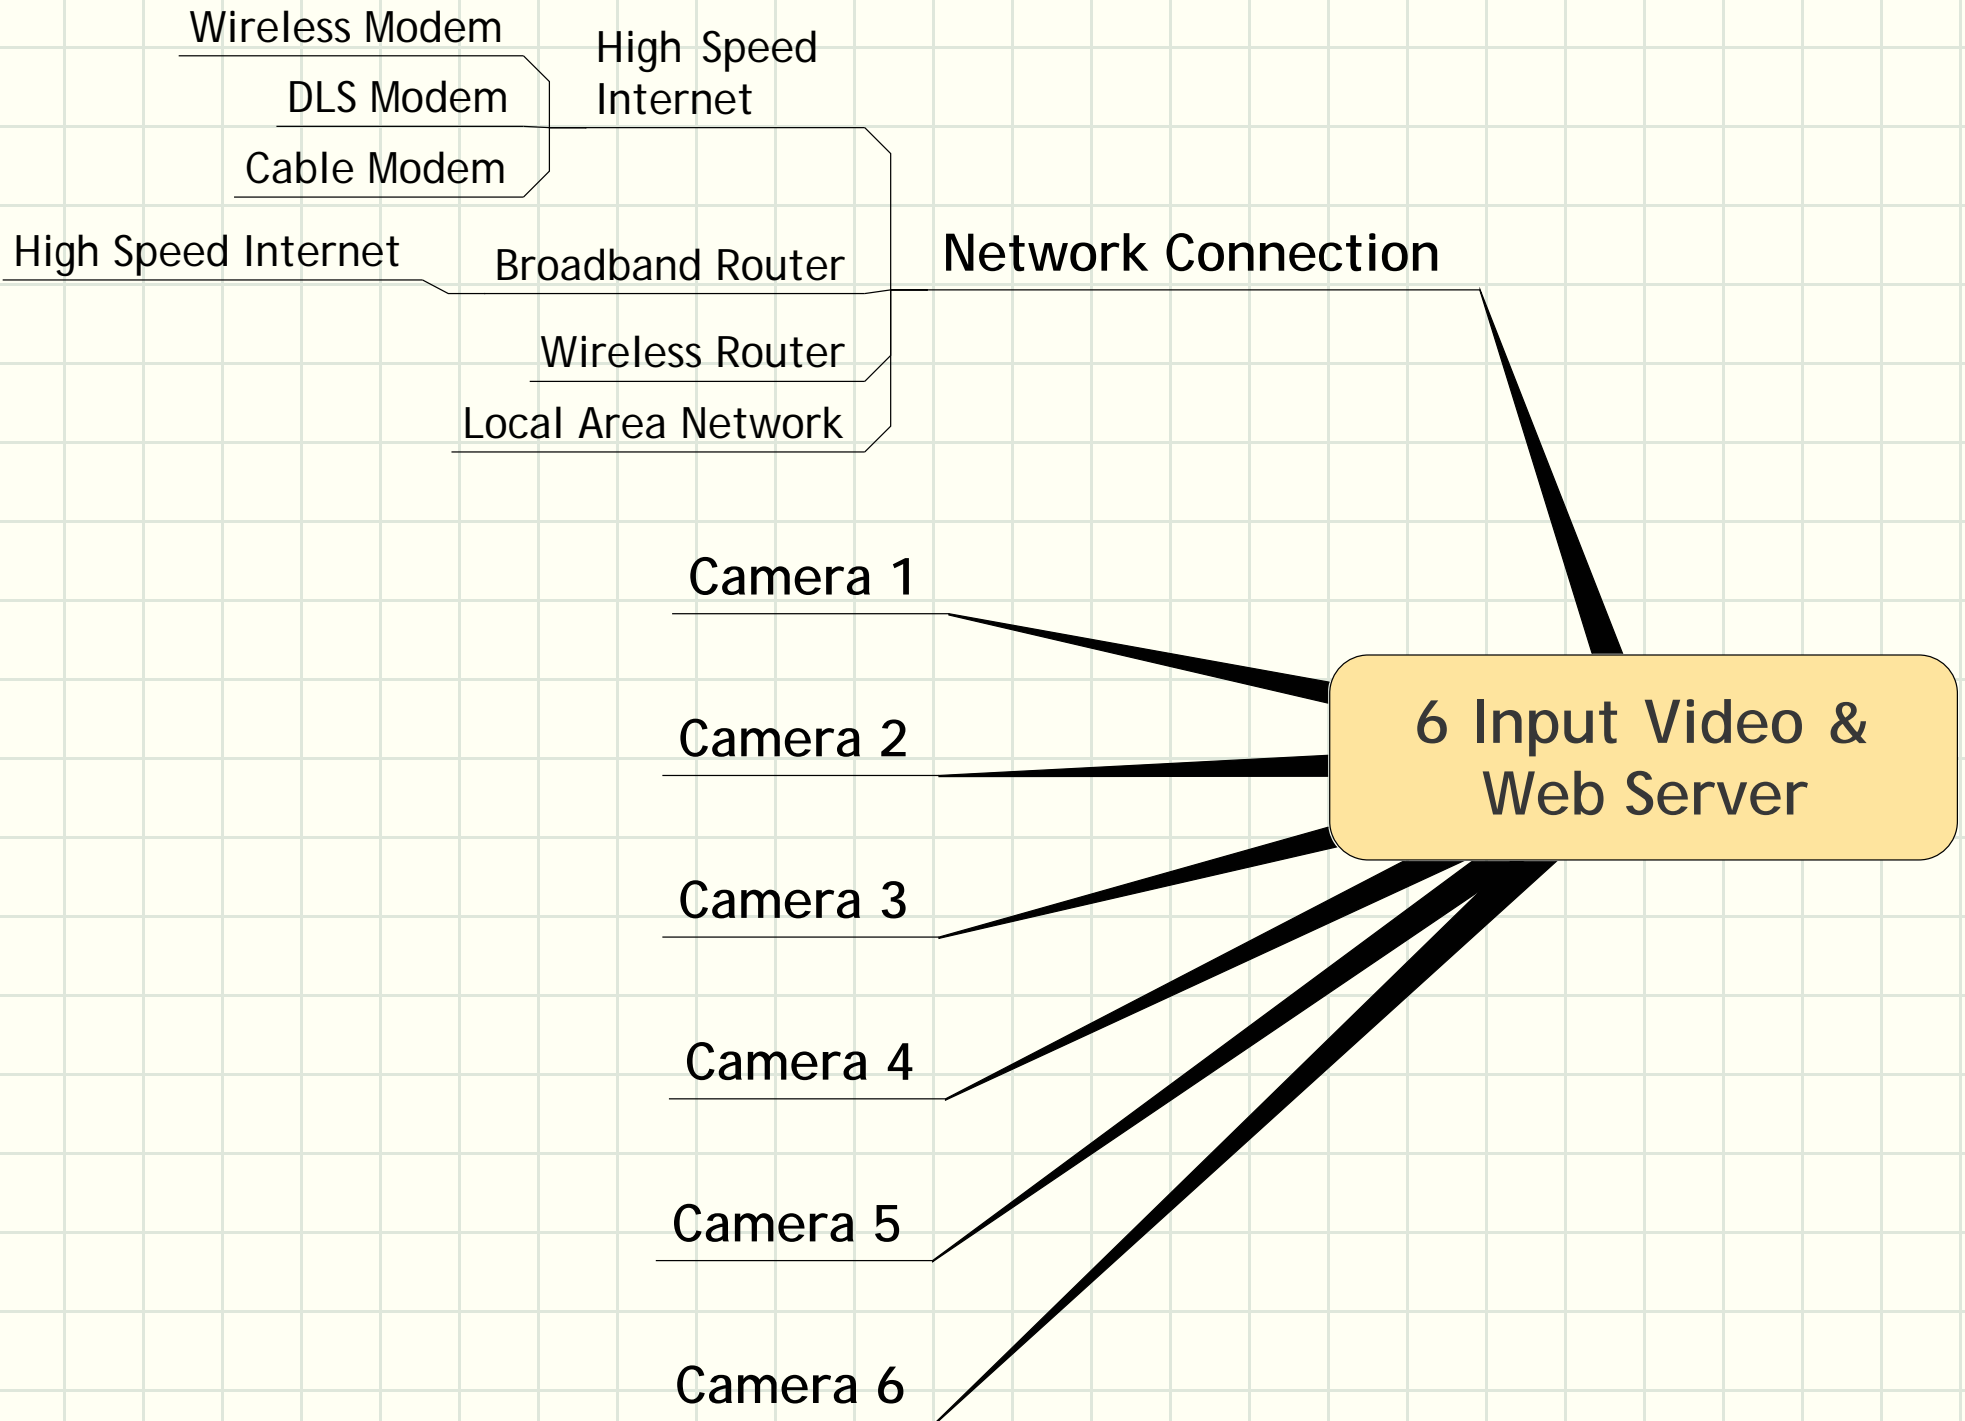 Wireless Modem
High Speed
Internet
DLS Modem
Cable Modem
High Speed Internet
Broadband Router
Network Connection
Wireless Router
Local Area Network
Camera 1
Camera 2
Camera 3
Camera 4
Camera 5
Camera 6
6 Input Video &
Web Server